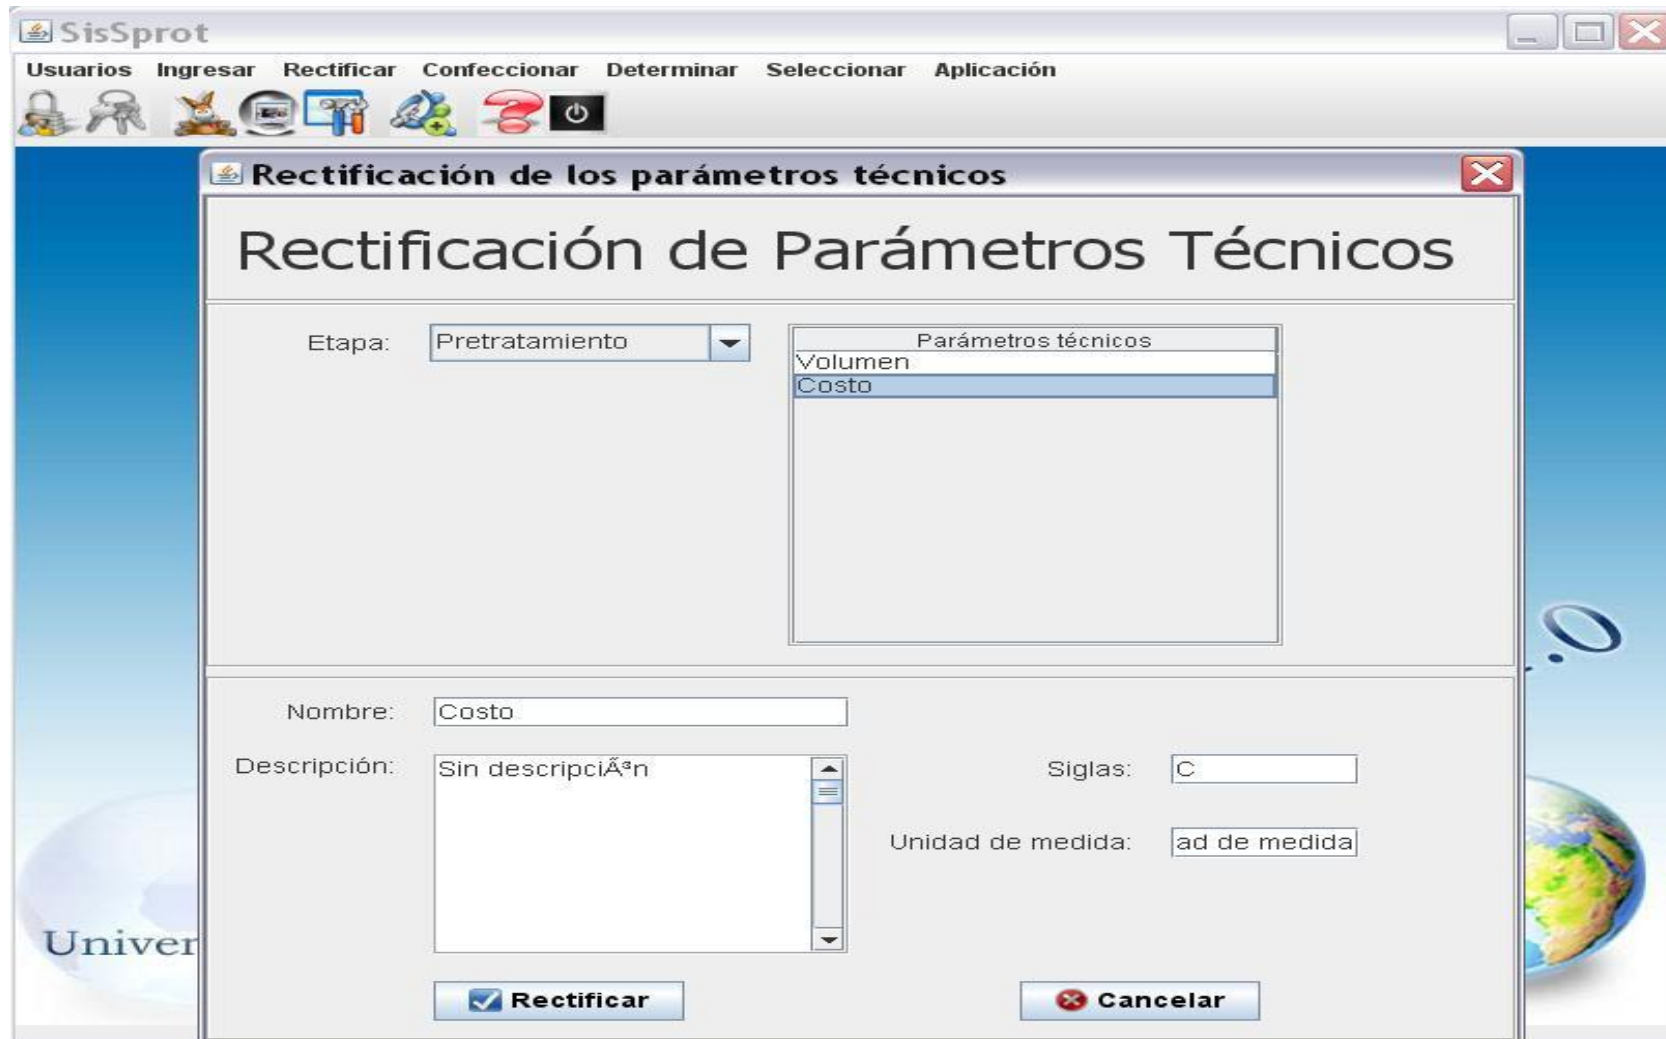 SisSprot
Usuarios Ingresar Rectificar Confeccionar Determinar Seleccionar Aplicación
Rectificación de los parámetros técnicos
Rectificación de Parámetros Técnicos
Etapa: Pretratamiento
Parámetros técnicos
Volumen
Costo
Nombre: Costo
Descripción: Sin descripciÃ³n
Siglas: C
Unidad de medida: ad de medida
.0
Univer
Rectificar Cancelar